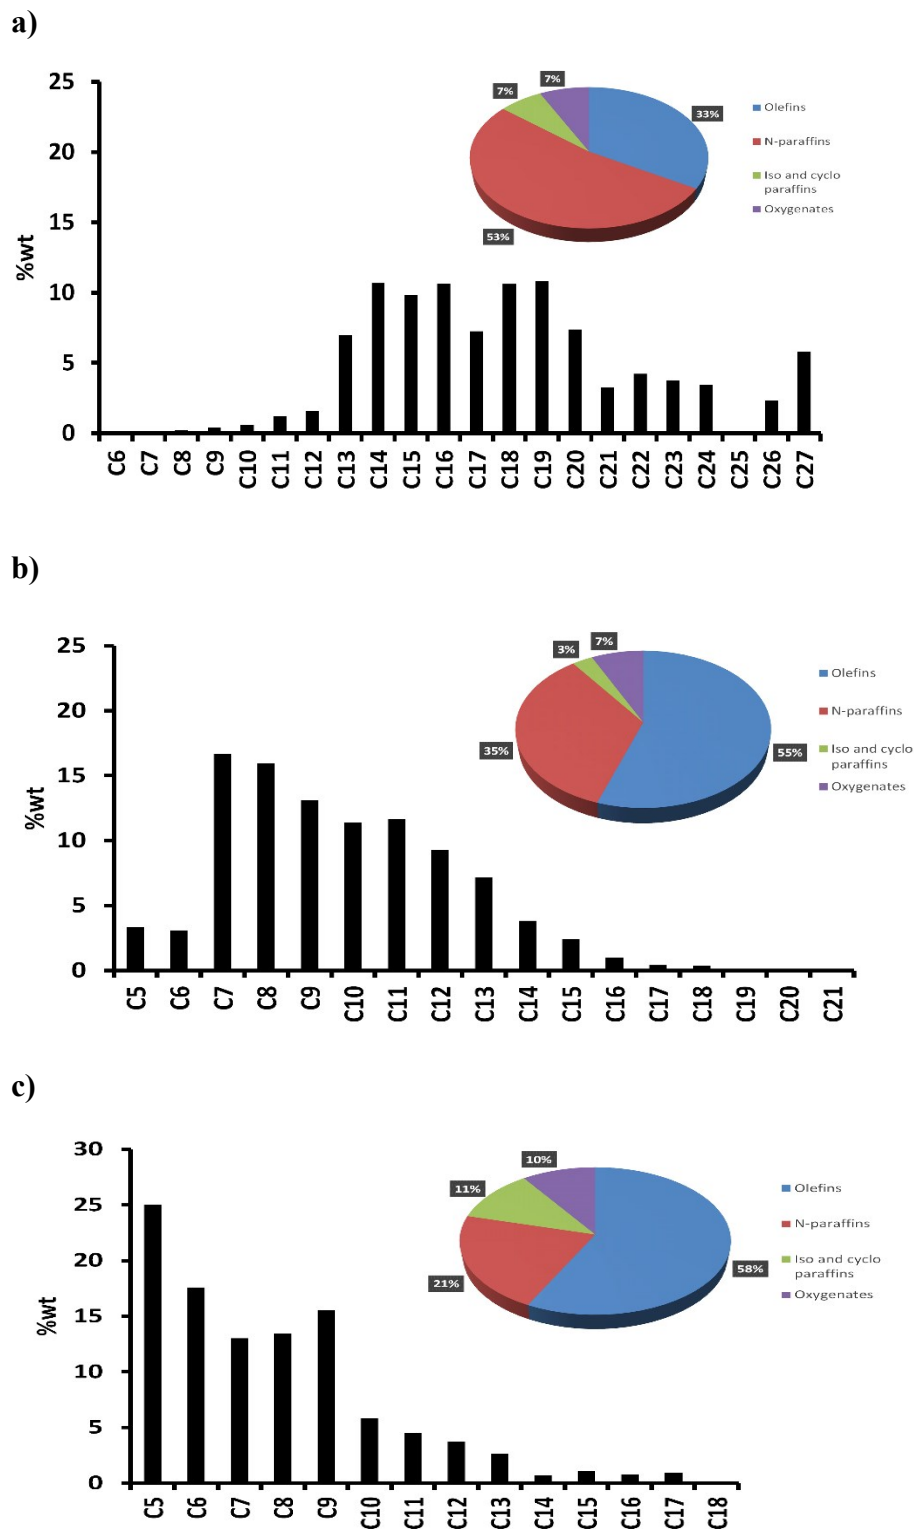 a)
25
20
15
10
5
0
%wt
C6 C7 C8 C9 C10 C11 C12 C13 C14 C15 C16 C17 C18 C19 C20 C21 C22 C23 C24 C25 C26 C27
7%
7%
33%
53%
Olefins
N-paraffins
Iso and cyclo
paraffins
Oxygenates
b)
25
20
15
10
5
0
%wt
C5 C6 C7 C8 C9 C10 C11 C12 C13 C14 C15 C16 C17 C18 C19 C20 C21
3%
7%
35%
55%
Olefins
N-paraffins
Iso and cyclo
paraffins
Oxygenates
c)
30
25
20
15
10
5
0
%wt
C5 C6 C7 C8 C9 C10 C11 C12 C13 C14 C15 C16 C17 C18
10%
11%
21%
58%
Olefins
N-paraffins
Iso and cyclo
paraffins
Oxygenates